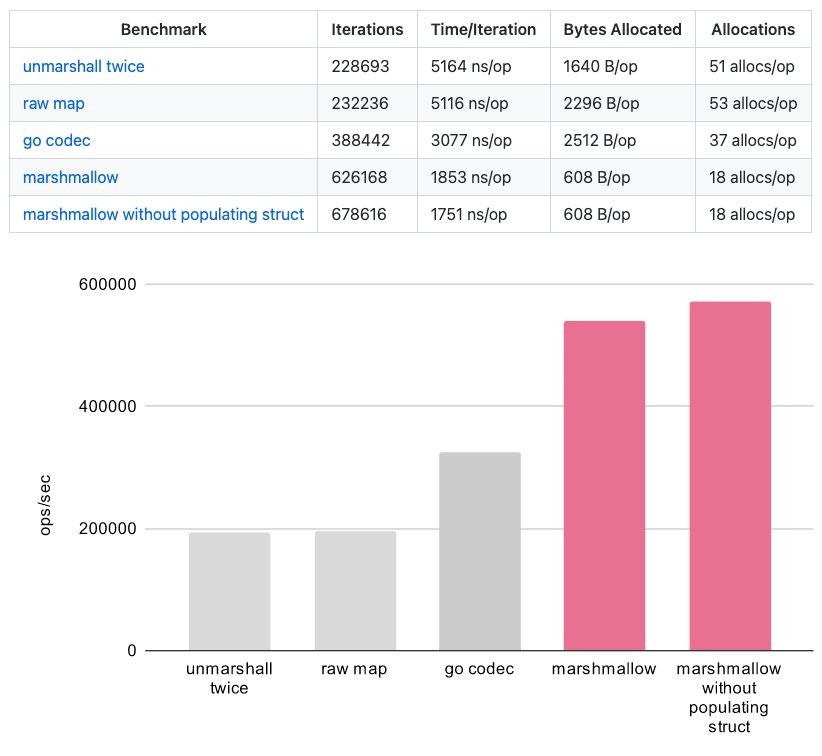 Benchmark Iterations Time/Iteration Bytes Allocated Allocations
unmarshall twice 228693 5164 ns/op 1640 B/op 51 allocs/op
raw map 232236 5116 ns/op 2296 B/op 53 allocs/op
go codec 388442 3077 ns/op 2512 B/op 37 allocs/op
marshmallow 626168 1853 ns/op 608 B/op 18 allocs/op
marshmallow without populating struct 678616 1751 ns/op 608 B/op 18 allocs/op
600000
400000
ops/sec
200000
0
unmarshall
twice
raw map
go codec
marshmallow
marshmallow
without
populating
struct